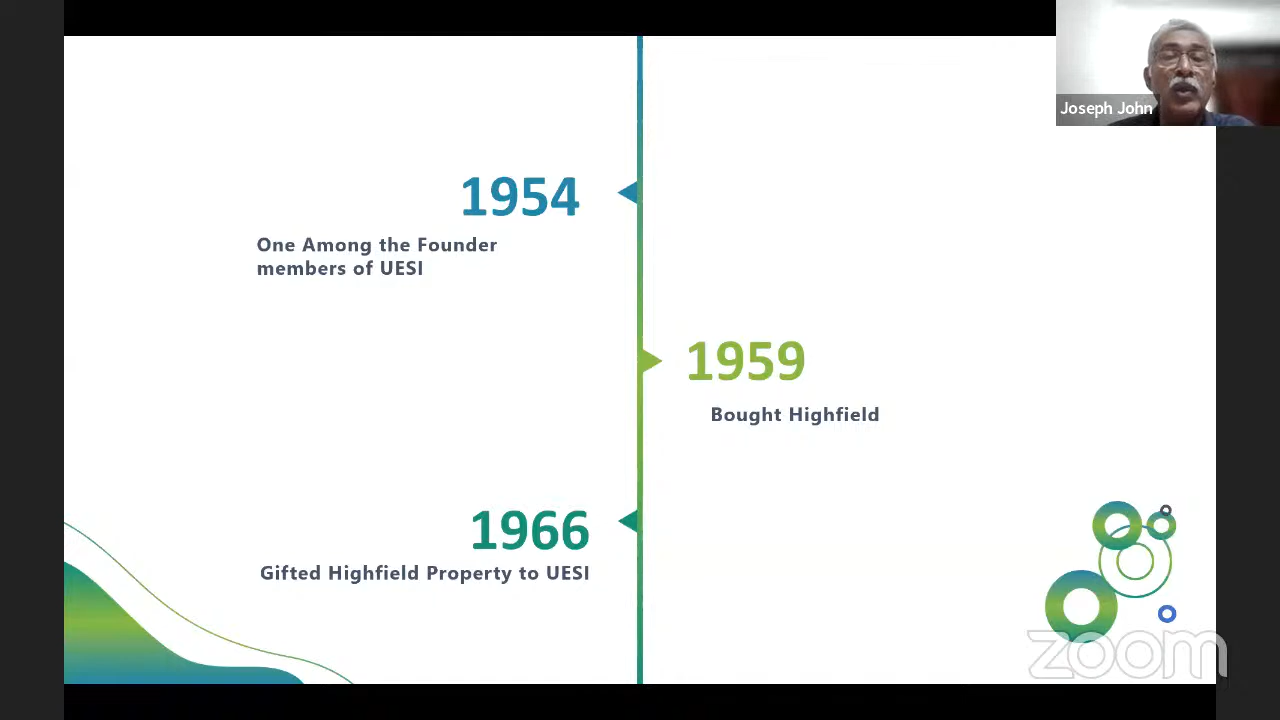 Joseph John
1954
One Among the Founder
members of UESI
1959
Bought Highfield
1966
Gifted Highfield Property to UESI
zoom